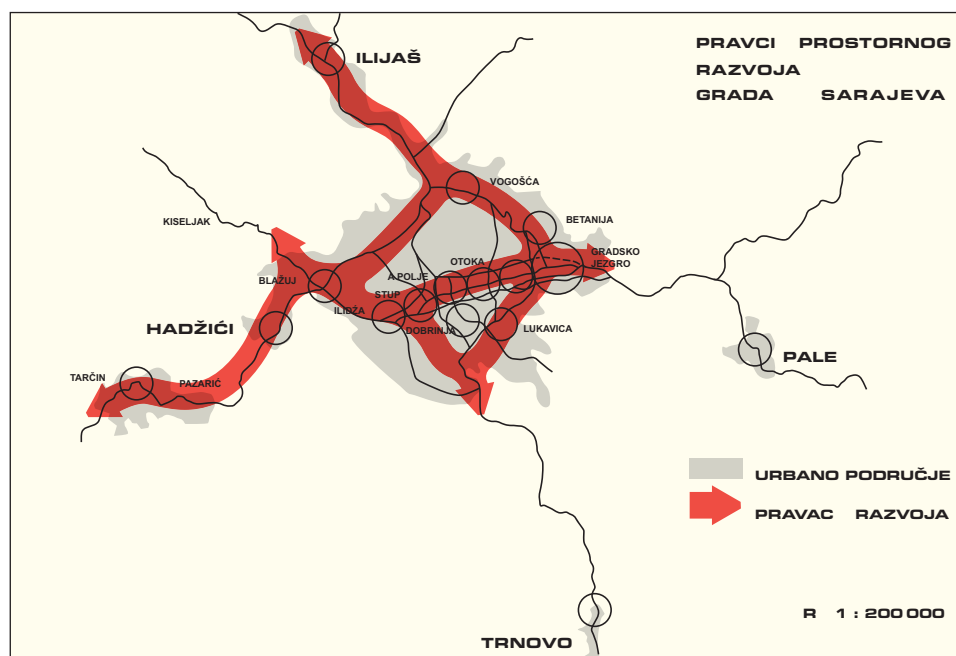 PRAVCI PROSTORNOG
RAZVOJA
GRADA SARAJEVA
ILIJAŠ
VOGOŠĆA
KISELJAK
BETANIJA
GRADSKO
JEZGRO
OTOKA
A.POLJE
BLAŽUJ
STUP
ILIDŽA
DOBRINJA
LUKAVICA
HADŽIĆI
PALE
TARČIN
PAZARIĆ
URBANO PODRUČJE
PRAVAC RAZVOJA
R 1 : 200 000
TRNOVO